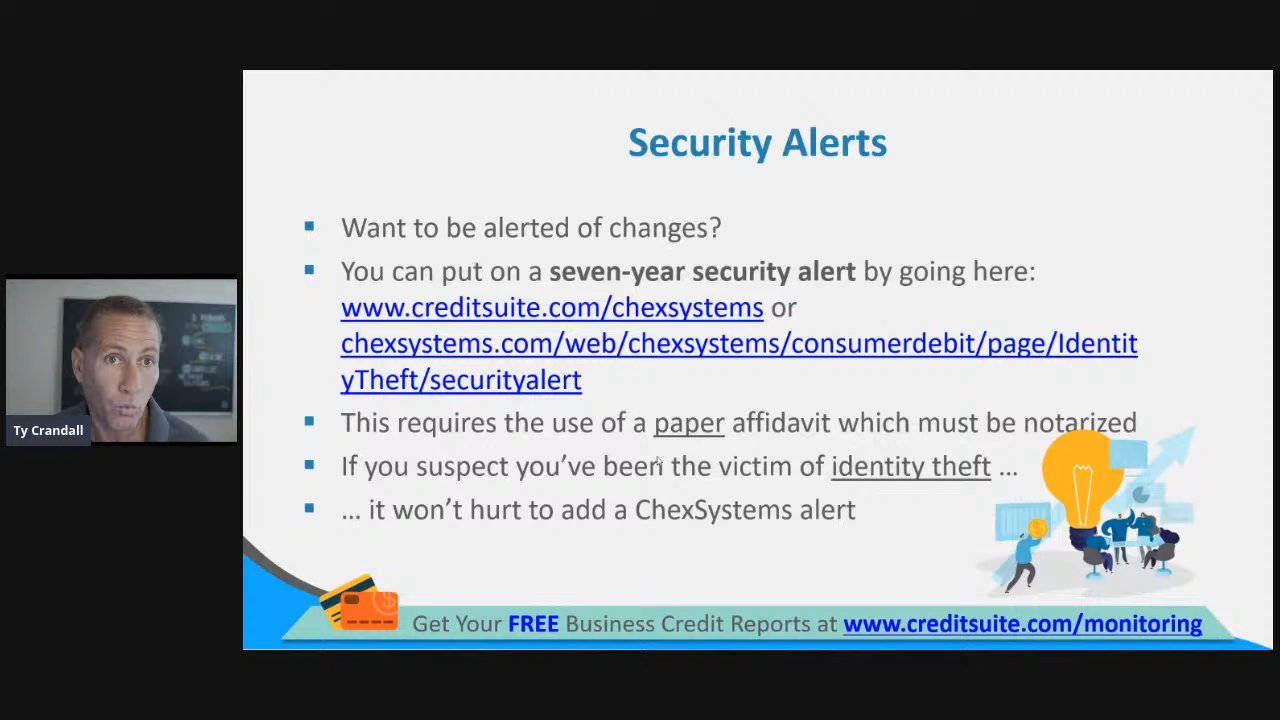 Security Alerts
Want to be alerted of changes?
You can put on a seven-year security alert by going here:
www.creditsuite.com/chexsystems or
chexsystems.com/web/chexsystems/consumerdebit/page/Identit
yTheft/securityalert
This requires the use of a paper affidavit which must be notarized
If you suspect you’ve been the victim of identity theft …
… it won’t hurt to add a ChexSystems alert
Ty Crandall
Get Your FREE Business Credit Reports at www.creditsuite.com/monitoring